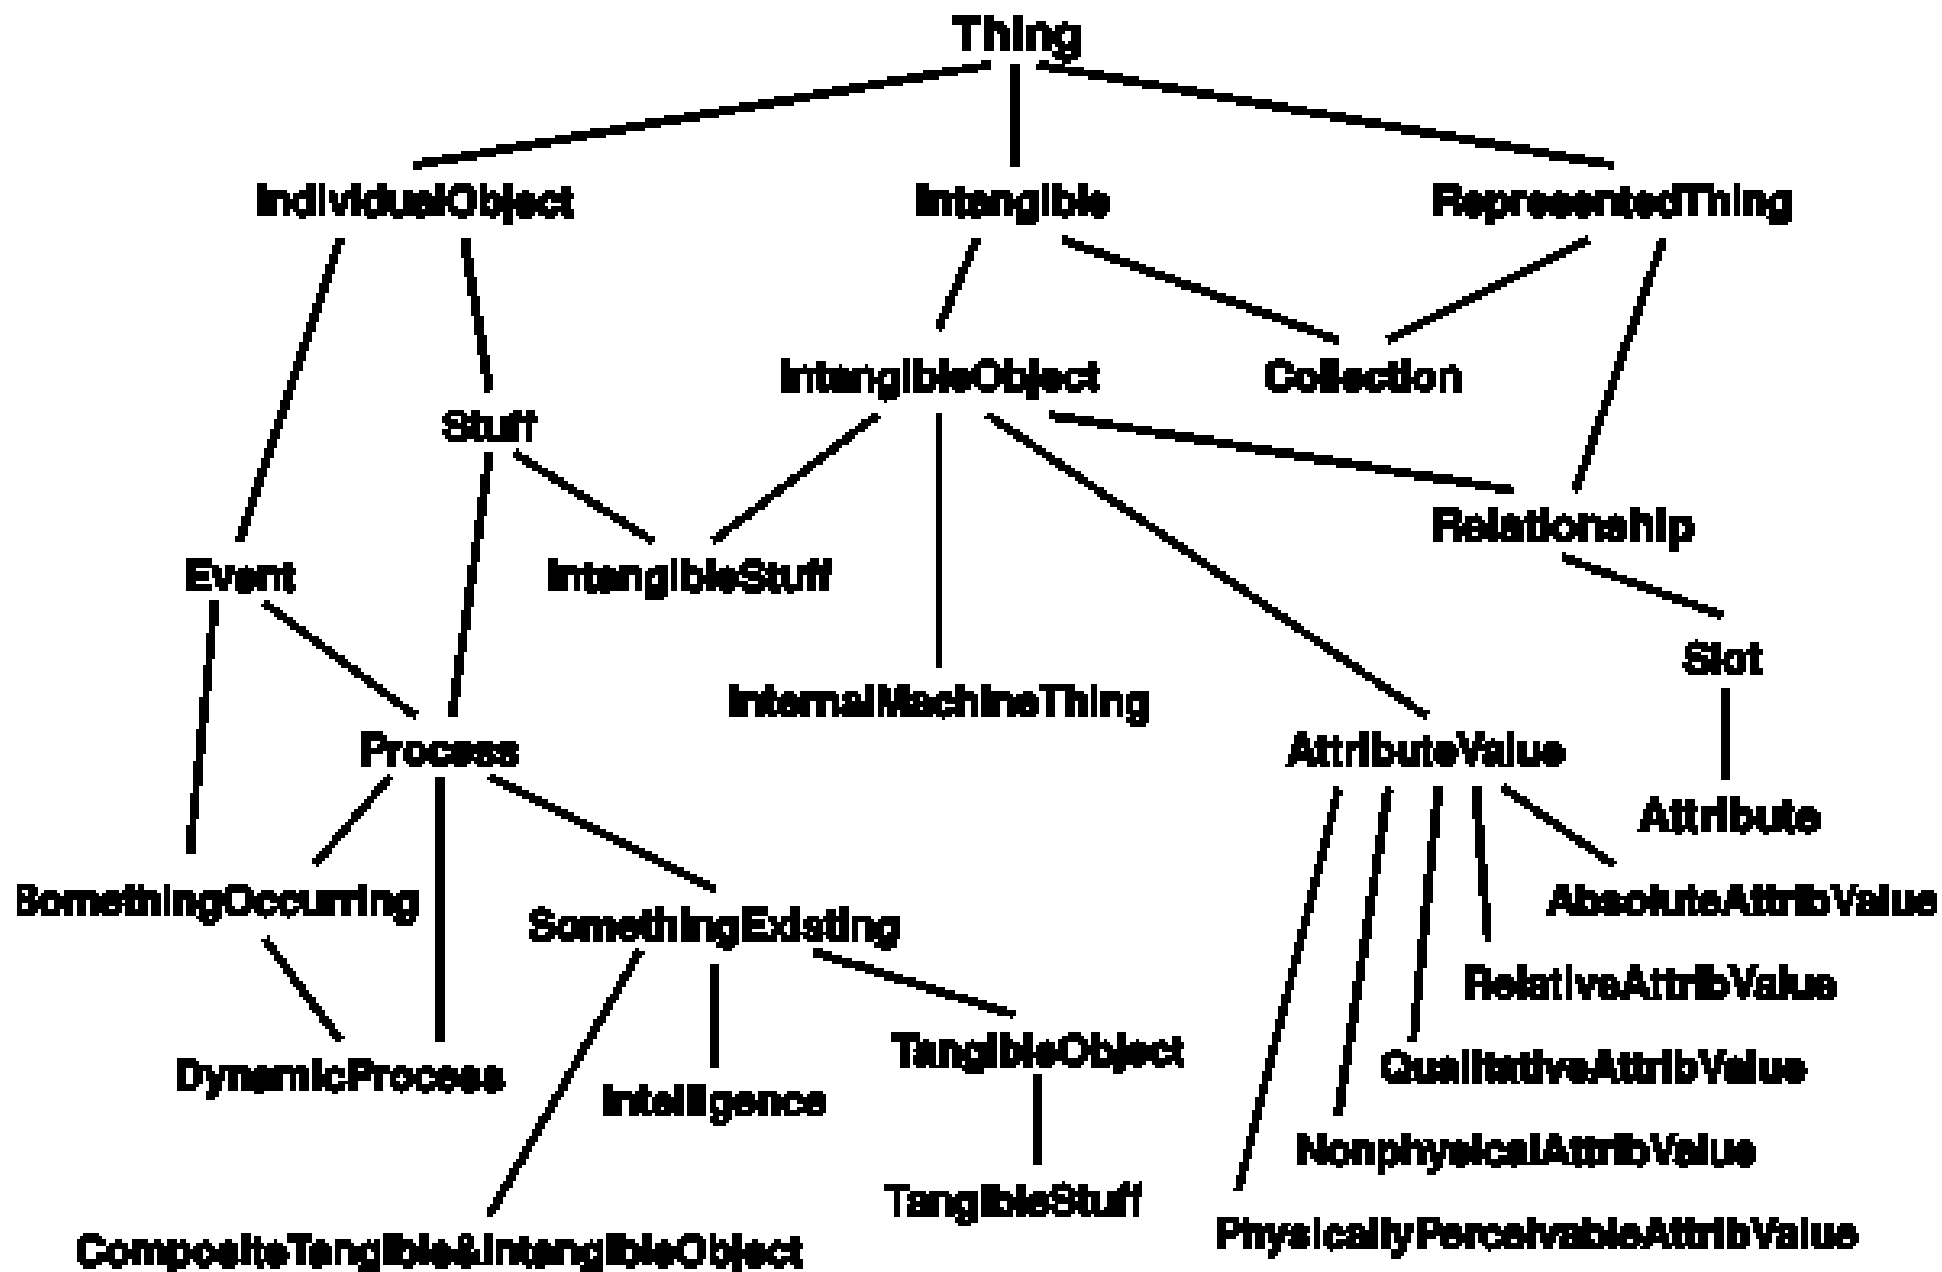 Thing
IndividualObject
Intangible
RepresentedThing
IntangibleObject
Collection
Stuff
Relationship
Event
IntangibleStuff
Slot
InternalMachineThing
Process
AttributeValue
Attribute
SomethingOccurring
AbsoluteAttribValue
SomethingExisting
RelativeAttribValue
TangibleObject
QualitativeAttribValue
DynamicProcess
Intelligence
NonphysicalAttribValue
TangibleStuff
PhysicallyPerceivableAttribValue
CompositeTangible&IntangibleObject